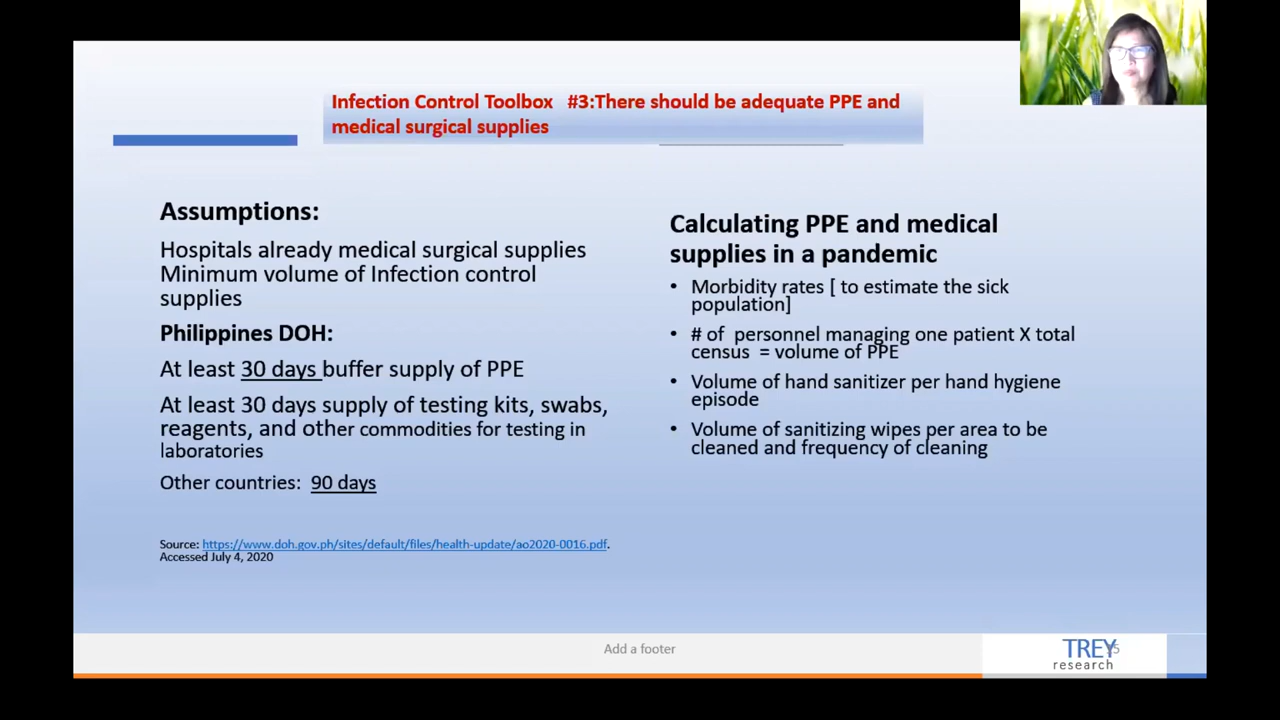 Infection Control Toolbox #3:There should be adequate PPE and
medical surgical supplies
Assumptions:
Hospitals already medical surgical supplies
Minimum volume of Infection control
supplies
Philippines DOH:
At least 30 days buffer supply of PPE
At least 30 days supply of testing kits, swabs,
reagents, and other commodities for testing in
laboratories
Other countries: 90 days
Source: https://www.doh.gov.ph/sites/default/files/health-update/ao2020-0016.pdf.
Accessed July 4, 2020
Calculating PPE and medical
supplies in a pandemic
• Morbidity rates [ to estimate the sick
population]
• # of personnel managing one patient X total
census = volume of PPE
• Volume of hand sanitizer per hand hygiene
episode
• Volume of sanitizing wipes per area to be
cleaned and frequency of cleaning
Add a footer
TREY
research